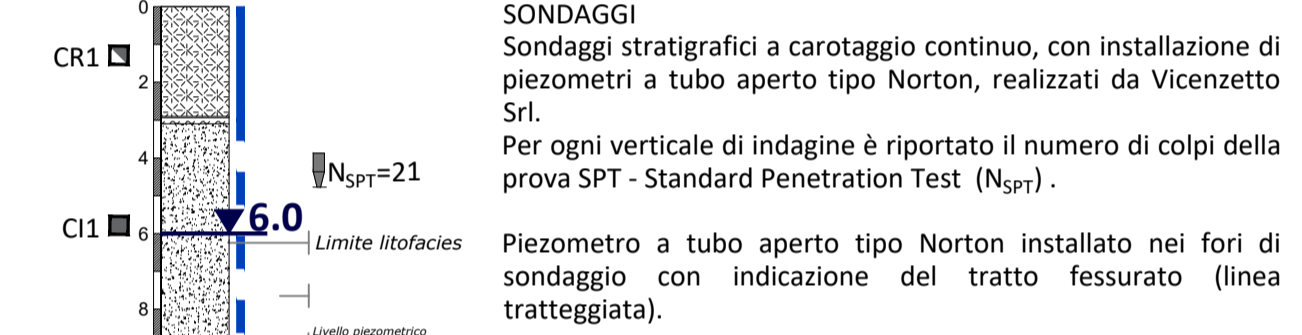 0
CR1
2
4
N_SPT=21
6.0
CI1
6
Limite litofacies
8
Livello piezometrico
SONDAGGI
Sondaggi stratigrafici a carotaggio continuo, con installazione di
piezometri a tubo aperto tipo Norton, realizzati da Vicenzetto
Srl.
Per ogni verticale di indagine è riportato il numero di colpi della
prova SPT - Standard Penetration Test (N_SPT) .
Piezometro a tubo aperto tipo Norton installato nei fori di
sondaggio con indicazione del tratto fessurato (linea
tratteggiata).